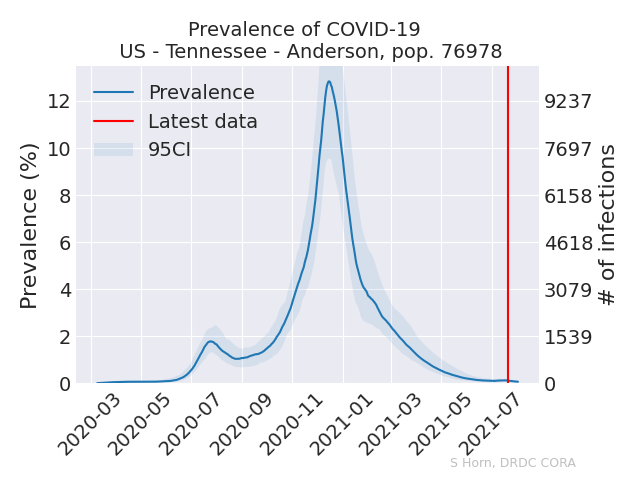 Prevalence of COVID-19
US - Tennessee - Anderson, pop. 76978
Prevalence
Latest data
95CI
Prevalence (%)
12
10
8
6
4
2
0
9237
7697
6158
4618
3079
1539
0
# of infections
2020-03
2020-05
2020-07
2020-09
2020-11
2021-01
2021-03
2021-05
2021-07
S Horn, DRDC CORA